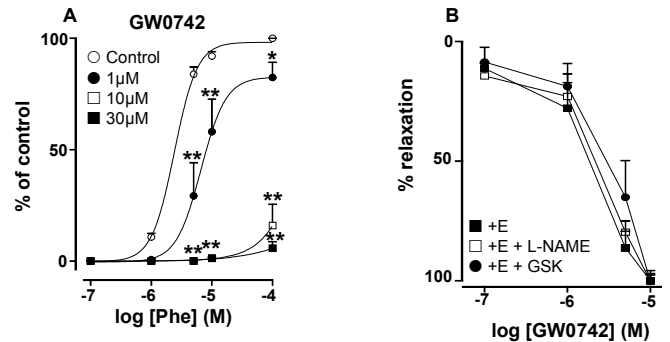 A
GW0742
100
50
0
% of control
Control
1μM
10μM
30μM
*
**
**
**
**
**
**
-7
-6
-5
-4
log [Phe] (M)
B
0
50
100
% relaxation
+E
+E + L-NAME
+E + GSK
-7
-6
-5
log [GW0742] (M)